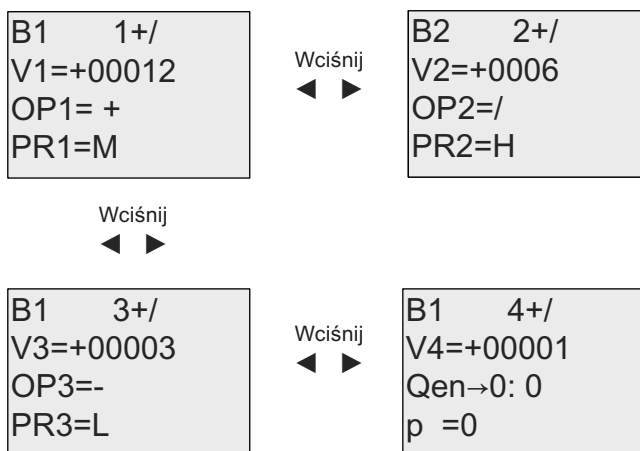 B1 1+/
V1=+00012
OP1= +
PR1=M
Wciśnij
◀ ▶
B2 2+/
V2=+0006
OP2=/
PR2=H
Wciśnij
◀ ▶
B1 3+/
V3=+00003
OP3=-
PR3=L
Wciśnij
◀ ▶
B1 4+/
V4=+00001
Qen→0: 0
p =0